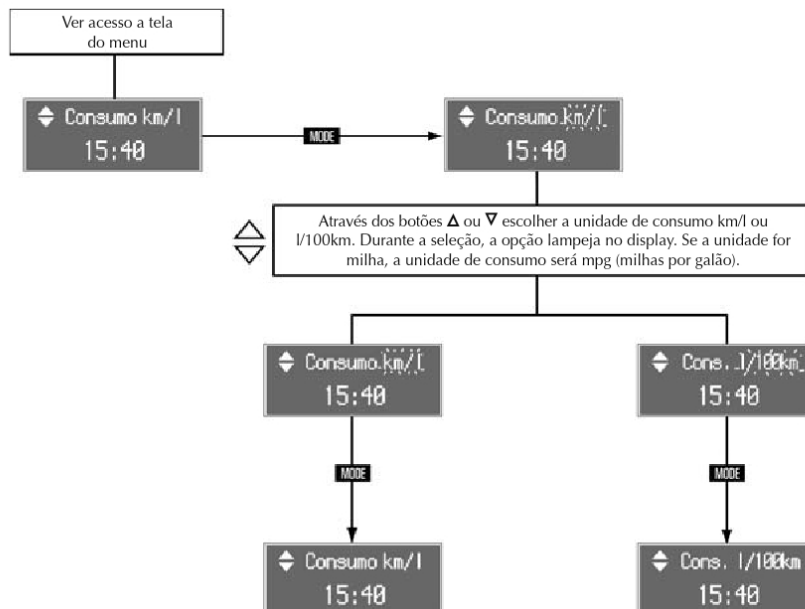 Ver acesso a tela
do menu
Consumo km/l
15:40
MODE
Consumo km/l
15:40
Através dos botões Δ ou ∇ escolher a unidade de consumo km/l ou
l/100km. Durante a seleção, a opção lampeja no display. Se a unidade for
milha, a unidade de consumo será mpg (milhas por galão).
Consumo km/l
15:40
Cons. l/100km
15:40
MODE
MODE
Consumo km/l
15:40
Cons. l/100km
15:40